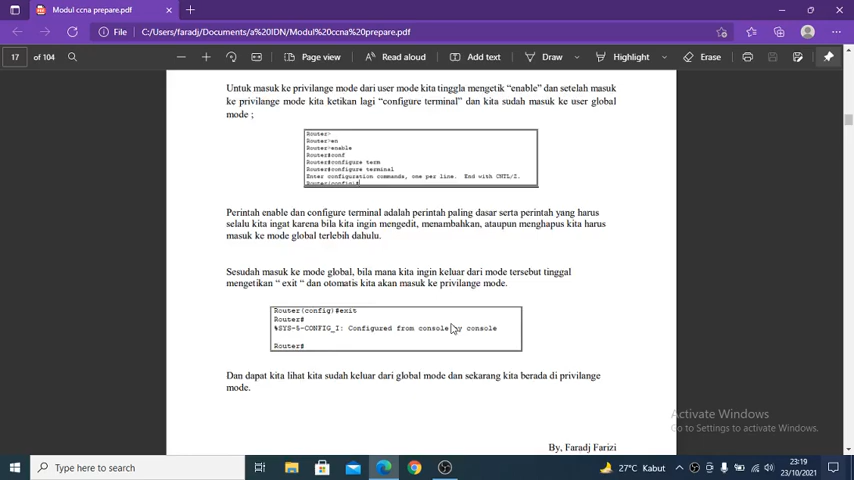 Modul ccna prepare.pdf
File
C:/Users/faradj/Documents/a%20IDN/Modul%20ccna%20prepare.pdf
17 of 104
Page view
Read aloud
Add text
Draw
Highlight
Erase
Untuk masuk ke privilange mode dari user mode kita tinggla mengetik “enable” dan setelah masuk
ke privilange mode kita ketikan lagi “configure terminal” dan kita sudah masuk ke user global
mode ;
Router>
Router>en
Router>enable
Router#conf
Router#configure term
Router#configure terminal
Enter configuration commands, one per line. End with CNTL/Z.
Router(config)#
Perintah enable dan configure terminal adalah perintah paling dasar serta perintah yang harus
selalu kita ingat karena bila kita ingin mengedit, menambahkan, ataupun menghapus kita harus
masuk ke mode global terlebih dahulu.
Sesudah masuk ke mode global, bila mana kita ingin keluar dari mode tersebut tinggal
mengetikan “ exit “ dan otomatis kita akan masuk ke privilange mode.
Router(config)#exit
Router#
%SYS-5-CONFIG_I: Configured from console by console
Router#
Dan dapat kita lihat kita sudah keluar dari global mode dan sekarang kita berada di privilange
mode.
By, Faradj Farizi
Activate Windows
Go to Settings to activate Windows.
Type here to search
27°C Kabut
23:19
23/10/2021